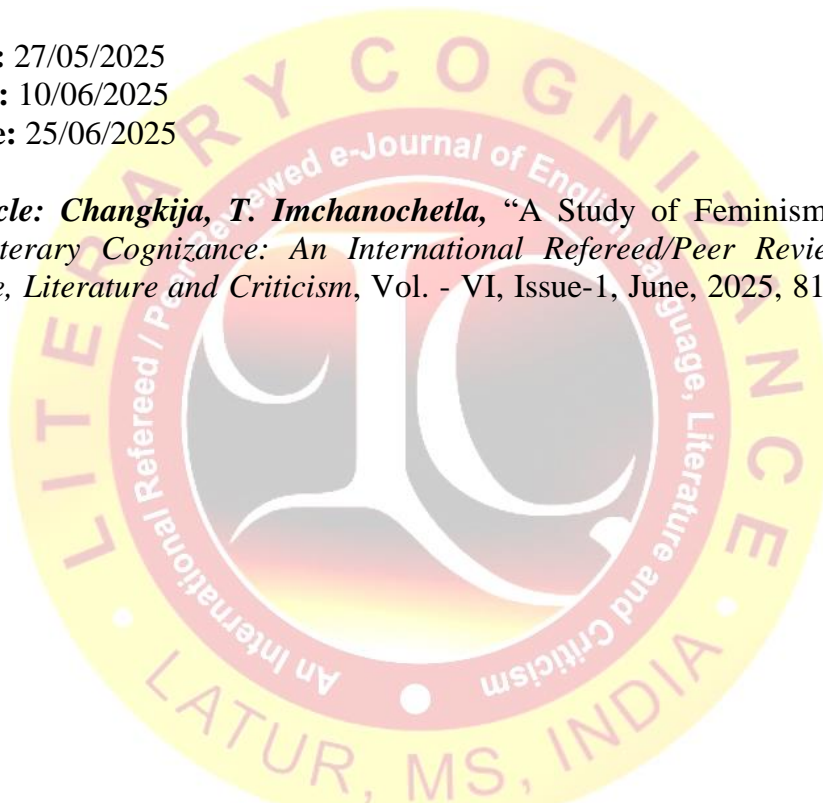 : 27/05/2025
: 10/06/2025
e: 25/06/2025
cle: Changkija, T. Imchanochetla, “A Study of Feminism
terary Cognizance: An International Refereed/Peer Revie
e, Literature and Criticism, Vol. - VI, Issue-1, June, 2025, 81
LITERARY COGNIZANCE
An International Refereed / Peer Reviewed e-Journal of English Language, Literature and Criticism
LC
LATUR, MS, INDIA